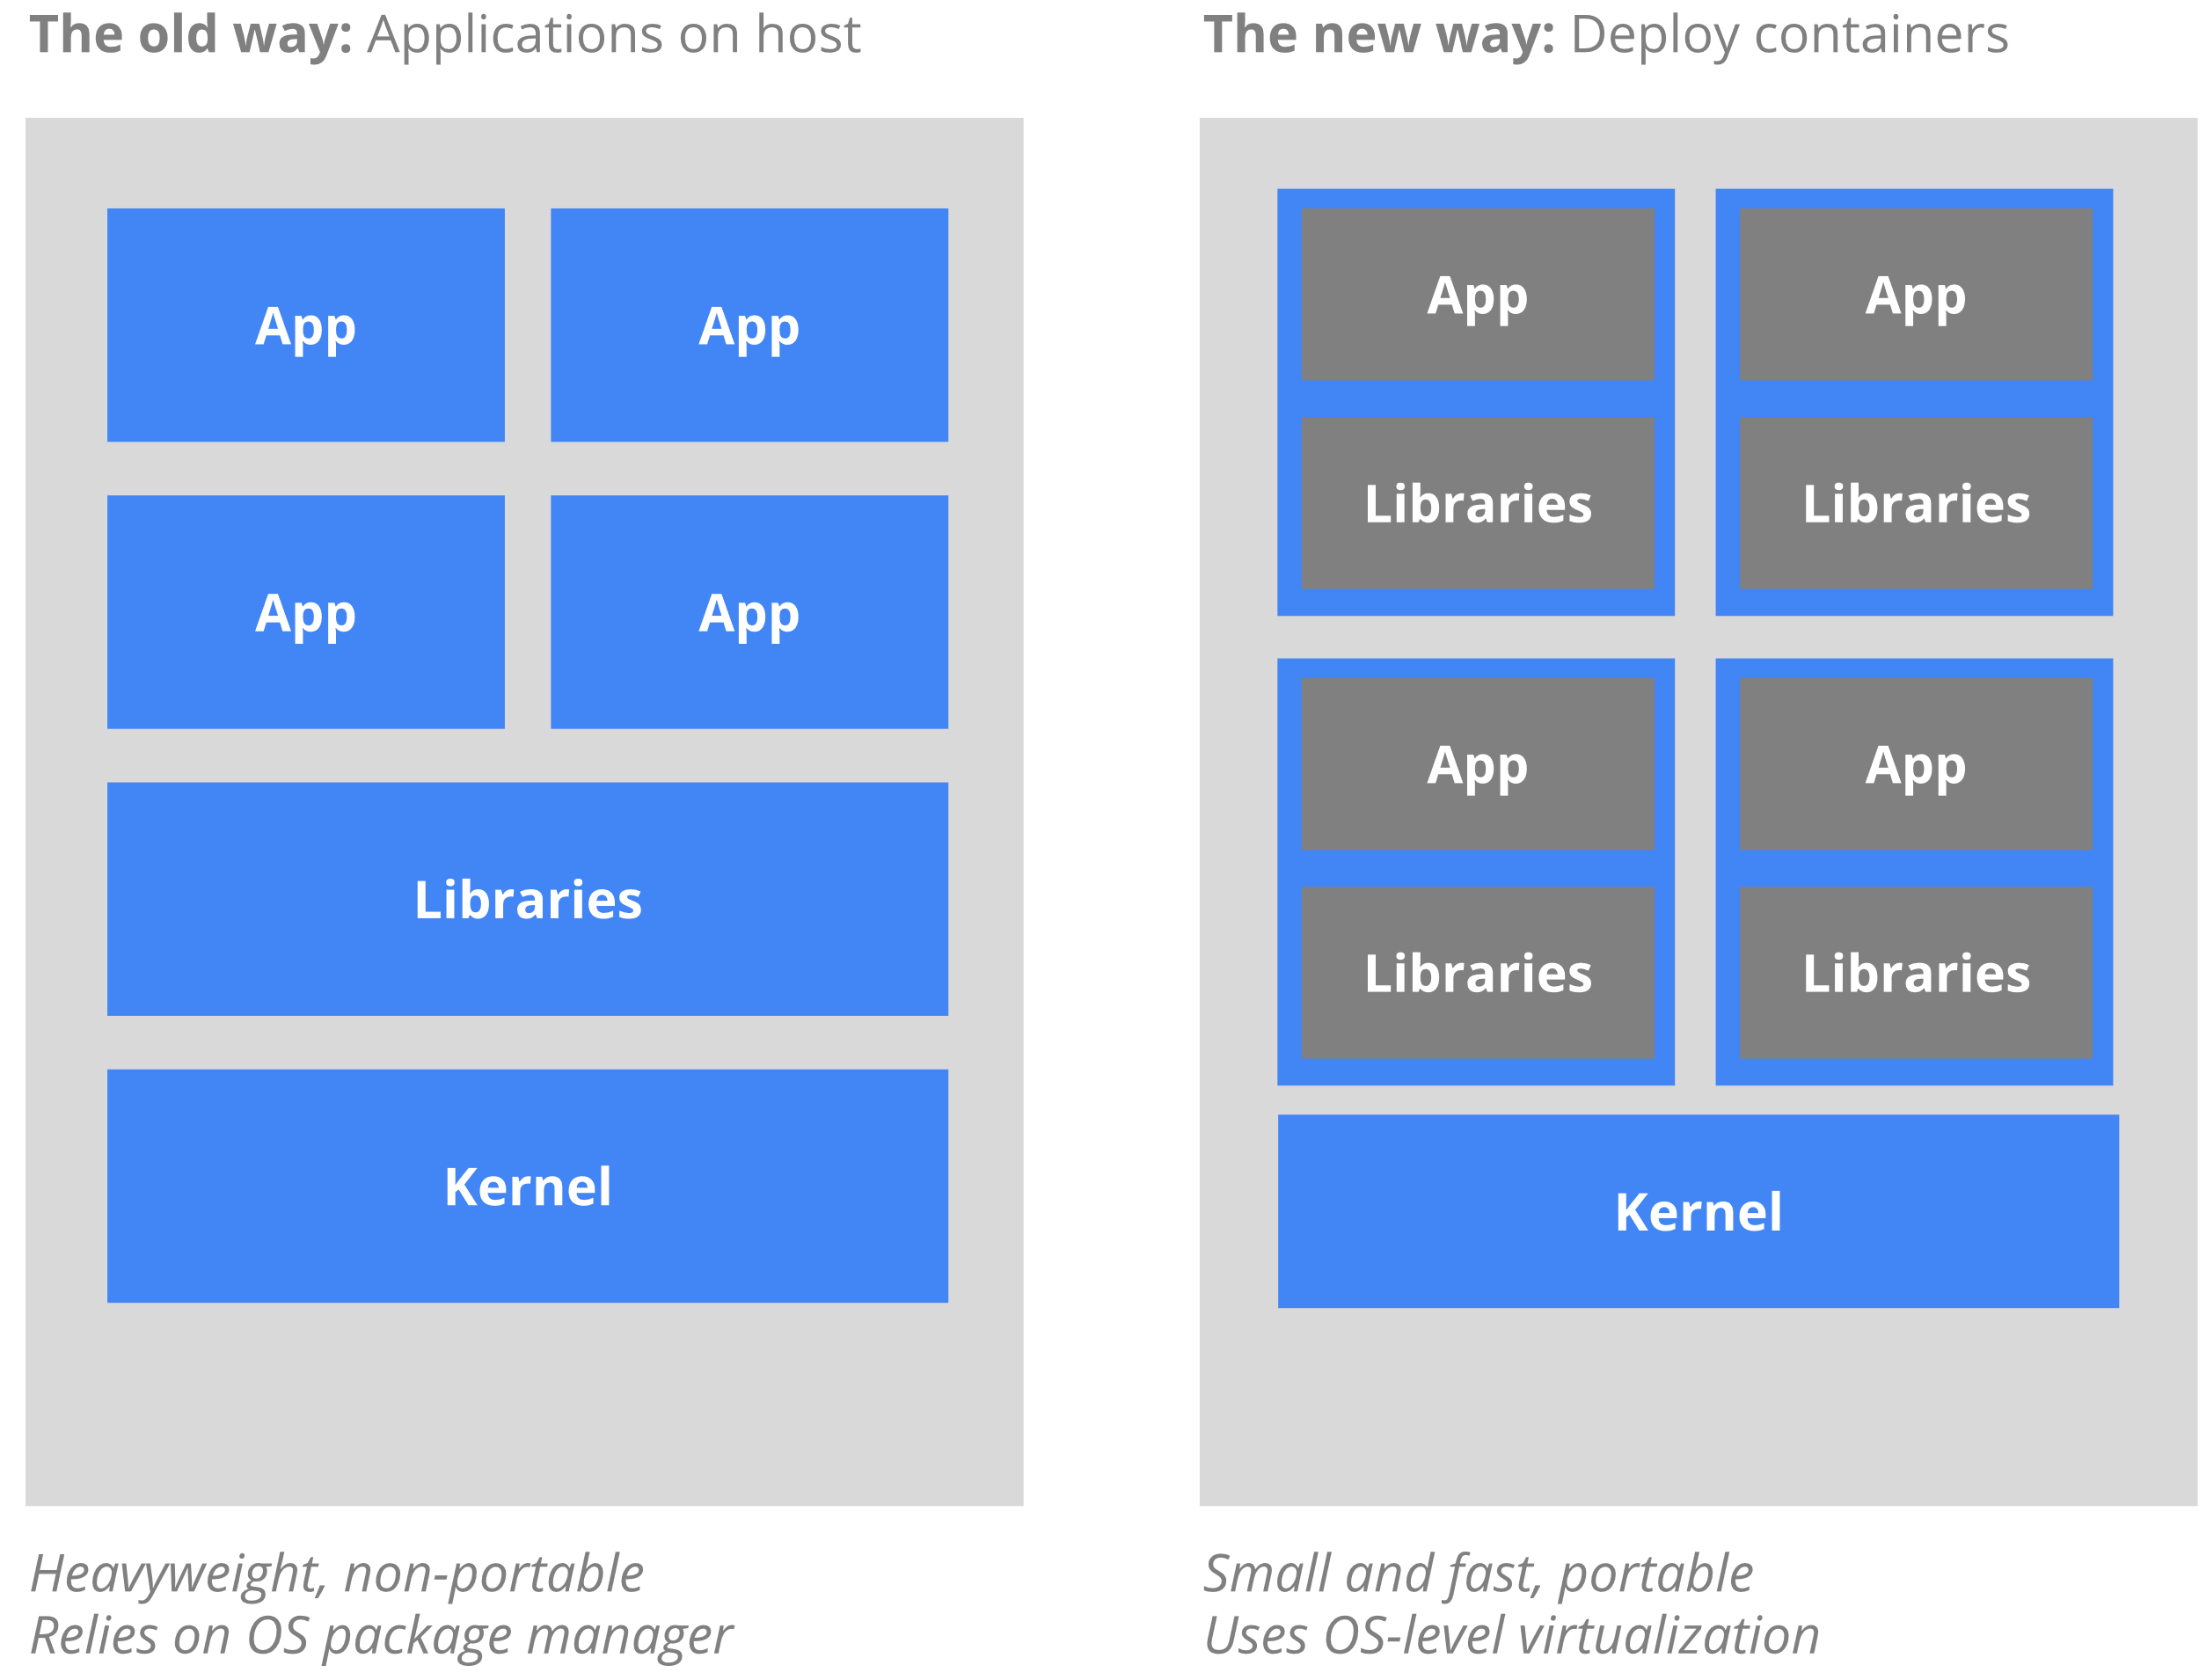 The old way: Applications on host
App
App
App
App
Libraries
Kernel
Heavyweight, non-portable
Relies on OS package manager
The new way: Deploy containers
App
App
Libraries
Libraries
App
App
Libraries
Libraries
Kernel
Small and fast, portable
Uses OS-level virtualization